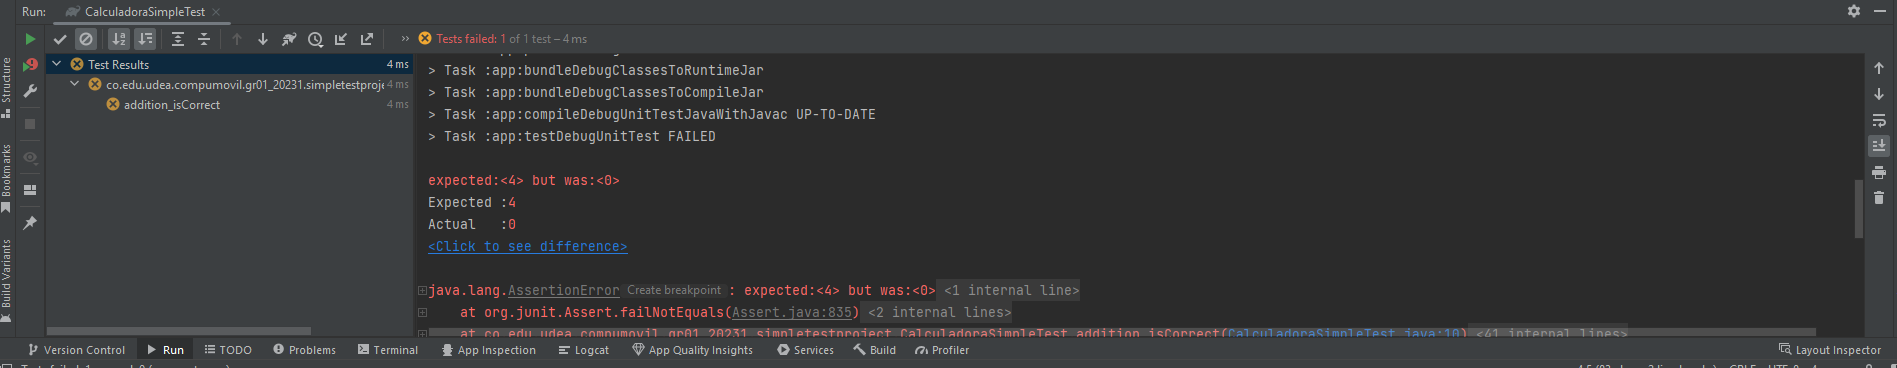 Run: CalculadoraSimpleTest
Tests failed: 1 of 1 test – 4 ms
Test Results 4 ms
co.edu.udea.compumovil.gr01_20231.simpletestproje 4 ms
addition_isCorrect 4 ms
> Task :app:bundleDebugClassesToRuntimeJar
> Task :app:bundleDebugClassesToCompileJar
> Task :app:compileDebugUnitTestJavaWithJavac UP-TO-DATE
> Task :app:testDebugUnitTest FAILED
expected:<4> but was:<0>
Expected :4
Actual :0
<Click to see difference>
java.lang.AssertionError Create breakpoint : expected:<4> but was:<0> <1 internal line>
at org.junit.Assert.failNotEquals(Assert.java:835) <2 internal lines>
at co.edu.udea.compumovil.gr01_20231.simpletestproject.CalculadoraSimpleTest.addition_isCorrect(CalculadoraSimpleTest.java:10) <41 internal lines>
Structure
Bookmarks
Build Variants
Version Control
Run
TODO
Problems
Terminal
App Inspection
Logcat
App Quality Insights
Services
Build
Profiler
Layout Inspector